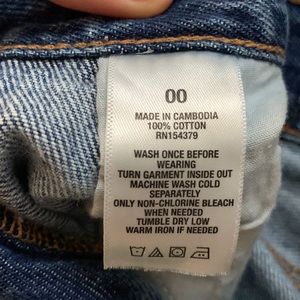 00
MADE IN CAMBODIA
100% COTTON
RN154379
WASH ONCE BEFORE
WEARING
TURN GARMENT INSIDE OUT
MACHINE WASH COLD
SEPARATELY
ONLY NON-CHLORINE BLEACH
WHEN NEEDED
TUMBLE DRY LOW
WARM IRON IF NEEDED